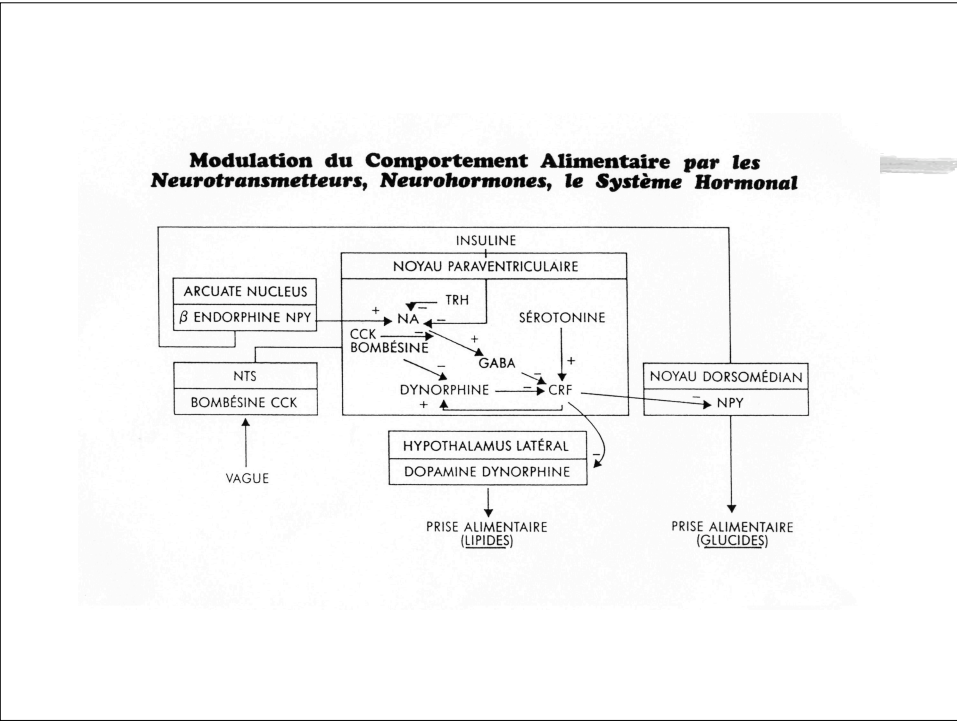 Modulation du Comportement Alimentaire par les
Neurotransmetteurs, Neurohormones, le Système Hormonal
INSULINE
NOYAU PARAVENTRICULAIRE
ARCUATE NUCLEUS
β ENDORPHINE NPY
+
NA
−
TRH
−
SÉROTONINE
CCK
BOMBÉSINE
−
+
GABA
−
+
−
DYNORPHINE
−
CRF
+
NTS
BOMBÉSINE CCK
VAGUE
NOYAU DORSOMÉDIAN
−
NPY
HYPOTHALAMUS LATÉRAL
DOPAMINE DYNORPHINE
−
PRISE ALIMENTAIRE
(LIPIDES)
PRISE ALIMENTAIRE
(GLUCIDES)